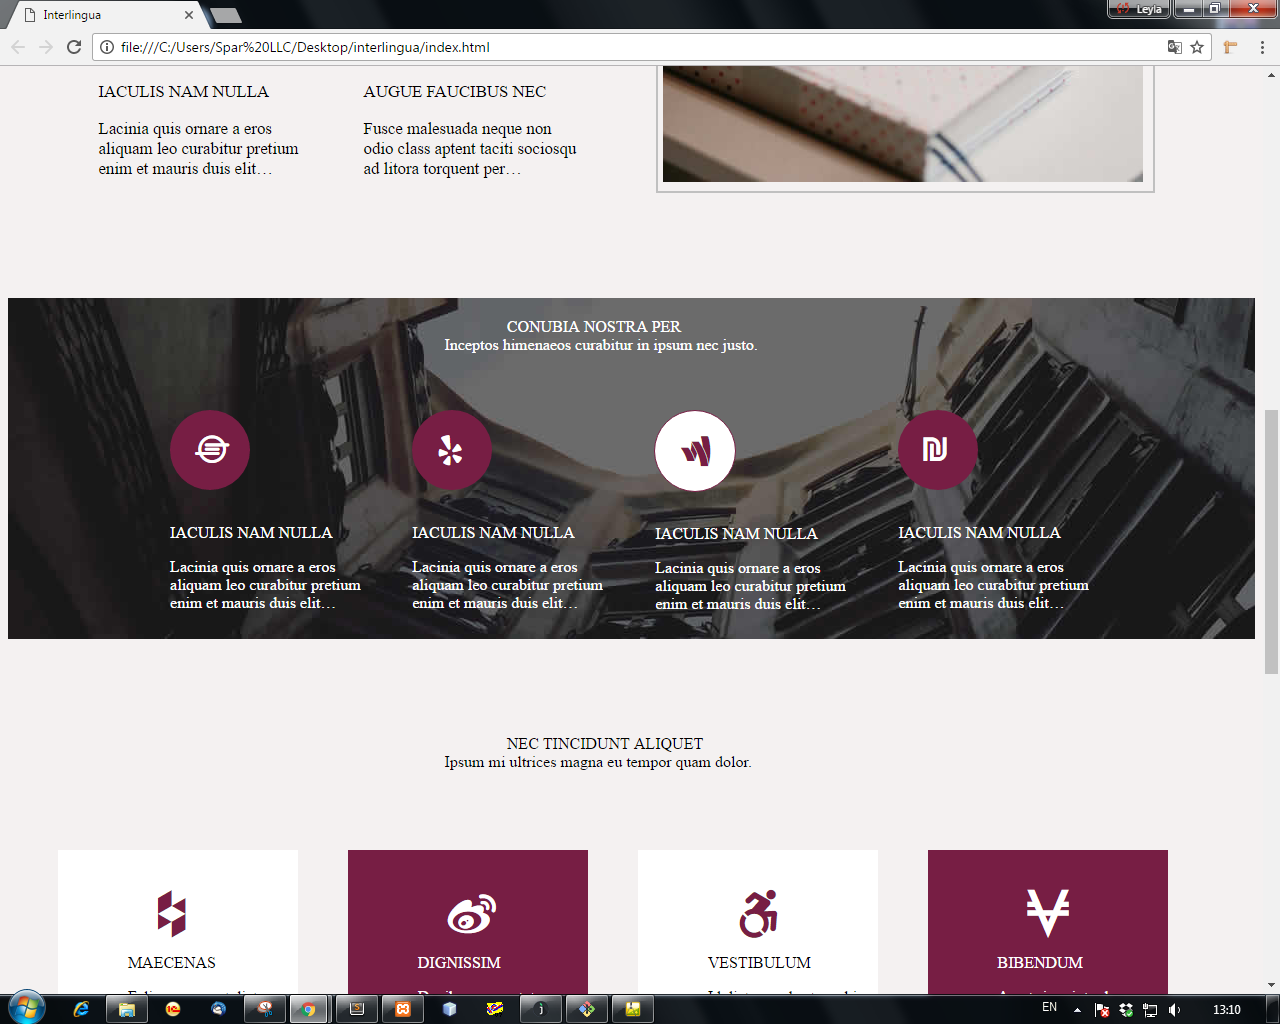 Interlingua
Leyla
file:///C:/Users/Spar%20LLC/Desktop/interlingua/index.html
IACULIS NAM NULLA
Lacinia quis ornare a eros
aliquam leo curabitur pretium
enim et mauris duis elit…
AUGUE FAUCIBUS NEC
Fusce malesuada neque non
odio class aptent taciti sociosqu
ad litora torquent per…
CONUBIA NOSTRA PER
Inceptos himenaeos curabitur in ipsum nec justo.
IACULIS NAM NULLA
Lacinia quis ornare a eros
aliquam leo curabitur pretium
enim et mauris duis elit…
IACULIS NAM NULLA
Lacinia quis ornare a eros
aliquam leo curabitur pretium
enim et mauris duis elit…
IACULIS NAM NULLA
Lacinia quis ornare a eros
aliquam leo curabitur pretium
enim et mauris duis elit…
IACULIS NAM NULLA
Lacinia quis ornare a eros
aliquam leo curabitur pretium
enim et mauris duis elit…
NEC TINCIDUNT ALIQUET
Ipsum mi ultrices magna eu tempor quam dolor.
MAECENAS
DIGNISSIM
VESTIBULUM
BIBENDUM
EN
13:10